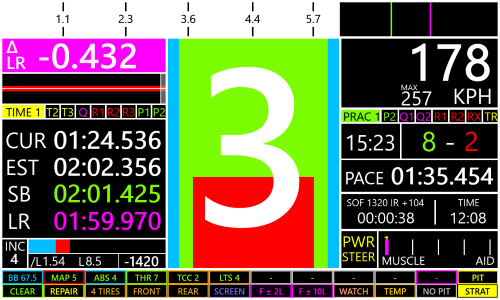 1.1 2.3 3.6 4.4 5.7
Δ
LR -0.432
TIME 1 T2 T3 Q R1 R2 R3 P1 P2
CUR 01:24.536
EST 02:02.356
SB 02:01.425
LR 01:59.970
INC
4
/L1.54 L8.5 -1420
3
178
MAX
257 KPH
PRAC 1 P2 Q1 Q2 R1 R2 RX TR
15:23 8 - 2
PACE 01:35.454
SOF 1320 IR +104 TIME
00:00:38 12:08
PWR
STEER
1
MUSCLE AID
BB 67.5 MAP 5 ABS 4 THR 7 TCC 2 LTS 4 - - - - PIT
CLEAR REPAIR 4 TIRES FRONT REAR SCREEN F ± 2L F ± 10L WATCH TEMP NO PIT STRAT